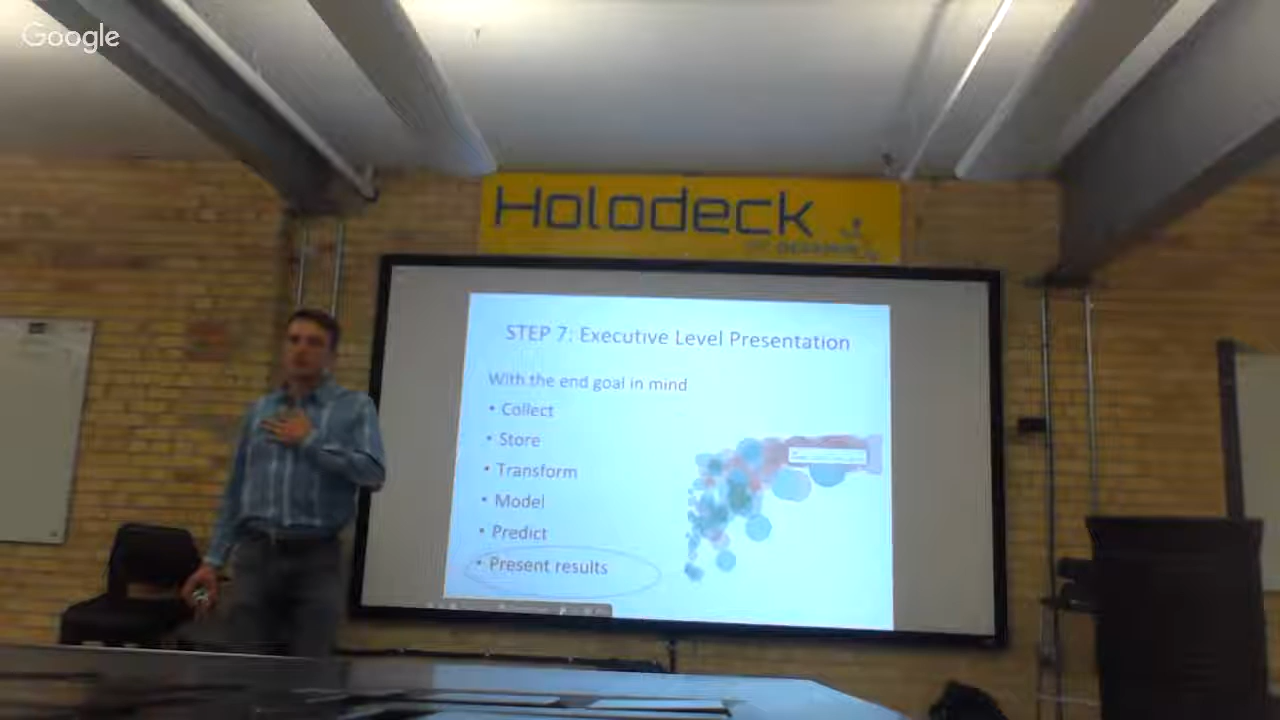 Google
Holodeck
STEP 7: Executive Level Presentation
With the end goal in mind
• Collect
• Store
• Transform
• Model
• Predict
• Present results